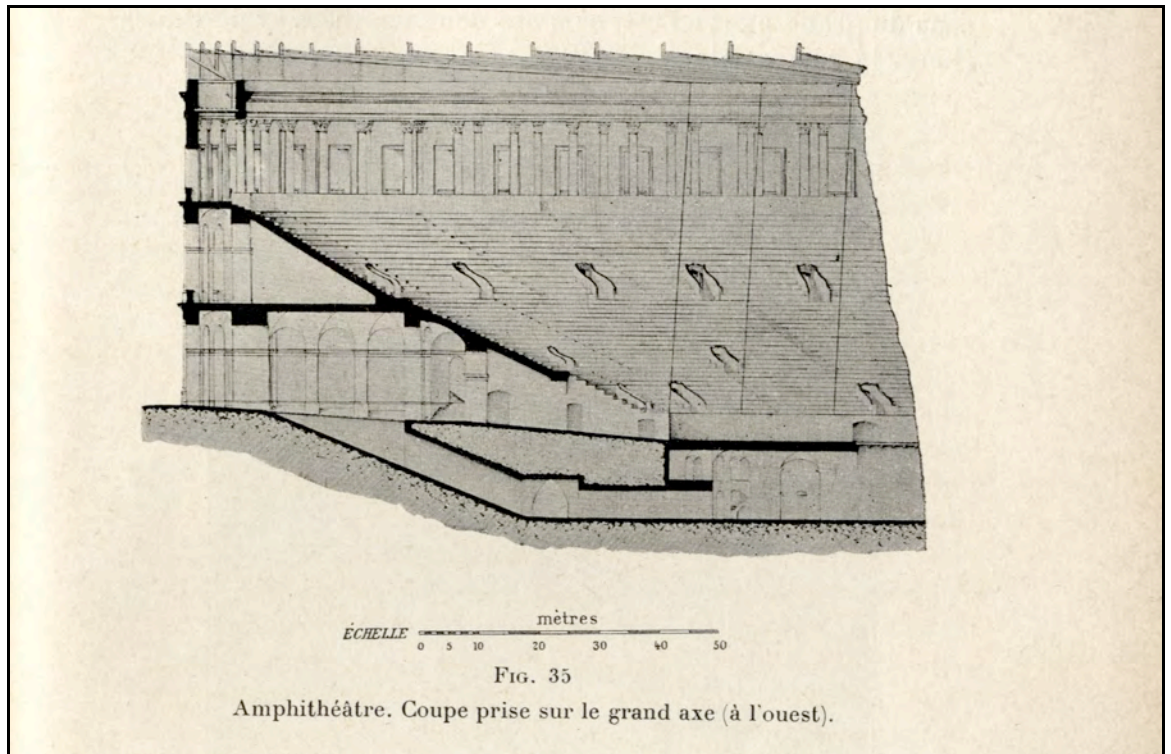 mètres
ÉCHELLE
0 5 10 20 30 40 50
FIG. 35
Amphithéâtre. Coupe prise sur le grand axe (à l'ouest).